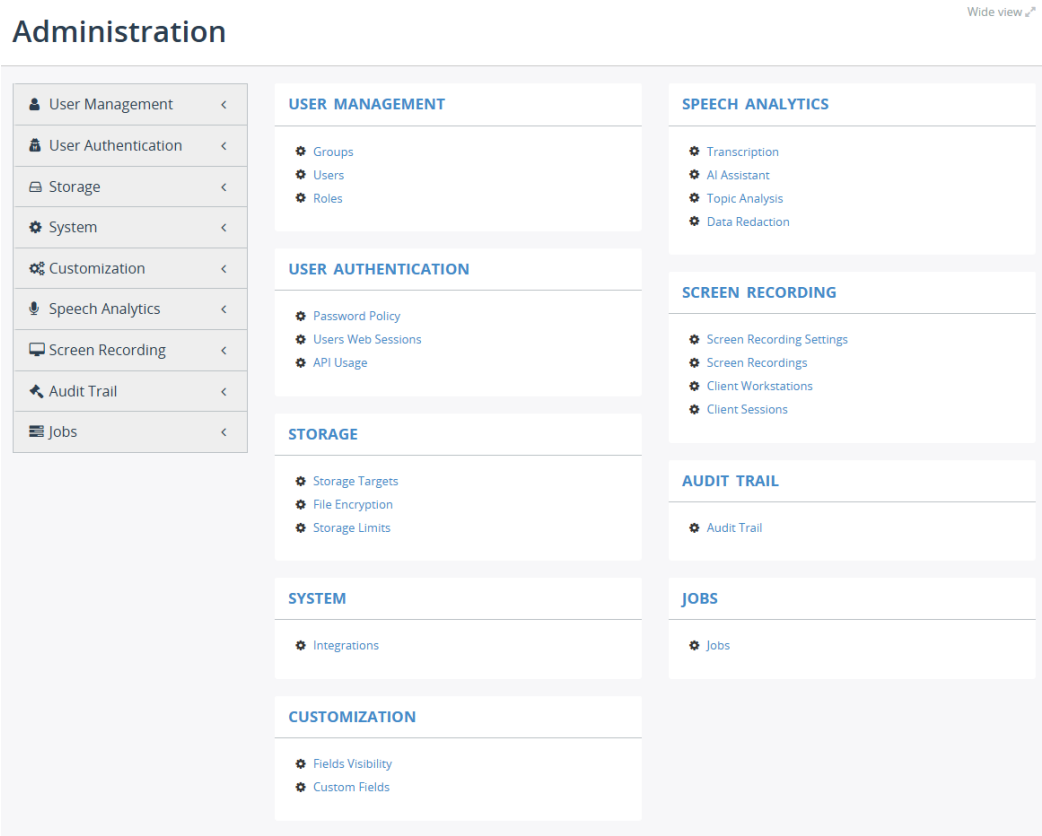 Wide view
Administration
User Management
User Authentication
Storage
System
Customization
Speech Analytics
Screen Recording
Audit Trail
Jobs
USER MANAGEMENT
Groups
Users
Roles
USER AUTHENTICATION
Password Policy
Users Web Sessions
API Usage
STORAGE
Storage Targets
File Encryption
Storage Limits
SYSTEM
Integrations
CUSTOMIZATION
Fields Visibility
Custom Fields
SPEECH ANALYTICS
Transcription
AI Assistant
Topic Analysis
Data Redaction
SCREEN RECORDING
Screen Recording Settings
Screen Recordings
Client Workstations
Client Sessions
AUDIT TRAIL
Audit Trail
JOBS
Jobs